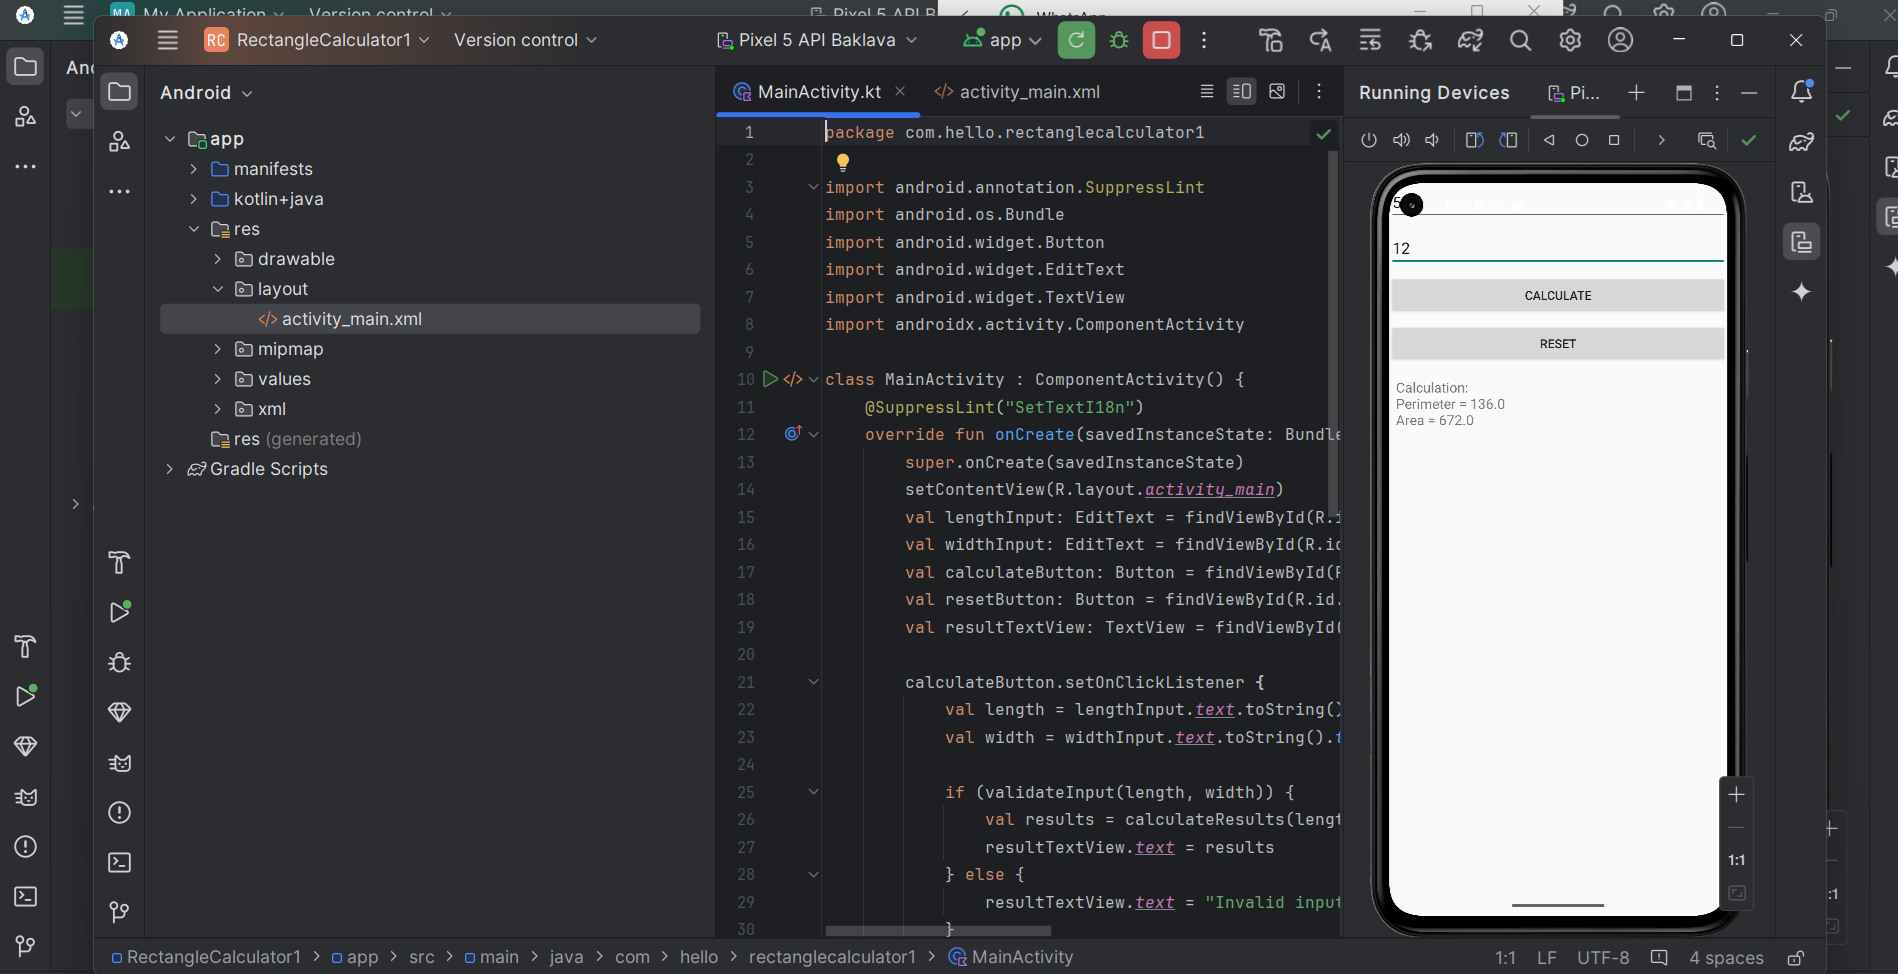 MA My Application
Version control
Pixel 5 API B
WhatsApp
RC RectangleCalculator1
Version control
Pixel 5 API Baklava
app
Android
app
manifests
kotlin+java
res
drawable
layout
</> activity_main.xml
mipmap
values
xml
res (generated)
Gradle Scripts
MainActivity.kt
</> activity_main.xml
1 package com.hello.rectanglecalculator1
2
3 import android.annotation.SuppressLint
4 import android.os.Bundle
5 import android.widget.Button
6 import android.widget.EditText
7 import android.widget.TextView
8 import androidx.activity.ComponentActivity
9
10 </> class MainActivity : ComponentActivity() {
11 @SuppressLint("SetTextI18n")
12 override fun onCreate(savedInstanceState: Bundle
13 super.onCreate(savedInstanceState)
14 setContentView(R.layout.activity_main)
15 val lengthInput: EditText = findViewById(R.i
16 val widthInput: EditText = findViewById(R.id
17 val calculateButton: Button = findViewById(R
18 val resetButton: Button = findViewById(R.id.
19 val resultTextView: TextView = findViewById(
20
21 calculateButton.setOnClickListener {
22 val length = lengthInput.text.toString()
23 val width = widthInput.text.toString().t
24
25 if (validateInput(length, width)) {
26 val results = calculateResults(lengt
27 resultTextView.text = results
28 } else {
29 resultTextView.text = "Invalid input
30 }
Running Devices
Pi...
12
CALCULATE
RESET
Calculation:
Perimeter = 136.0
Area = 672.0
1:1
:1
RectangleCalculator1 > app > src > main > java > com > hello > rectanglecalculator1 > MainActivity
1:1 LF UTF-8 4 spaces